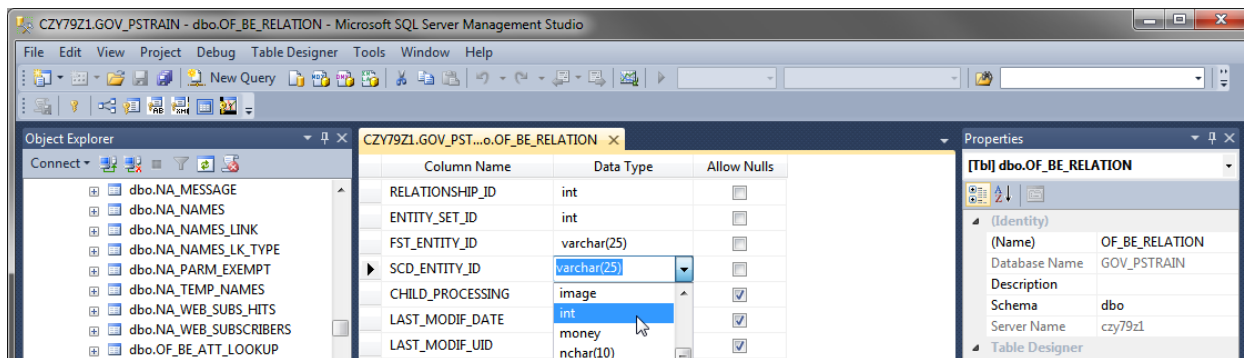 CZY79Z1.GOV_PSTRAIN - dbo.OF_BE_RELATION - Microsoft SQL Server Management Studio
File Edit View Project Debug Table Designer Tools Window Help
New Query
Object Explorer
Connect
dbo.NA_MESSAGE
dbo.NA_NAMES
dbo.NA_NAMES_LINK
dbo.NA_NAMES_LK_TYPE
dbo.NA_PARM_EXEMPT
dbo.NA_TEMP_NAMES
dbo.NA_WEB_SUBS_HITS
dbo.NA_WEB_SUBSCRIBERS
dbo.OF_BE_ATT_LOOKUP
CZY79Z1.GOV_PST...o.OF_BE_RELATION
Column Name Data Type Allow Nulls
RELATIONSHIP_ID int
ENTITY_SET_ID int
FST_ENTITY_ID varchar(25)
SCD_ENTITY_ID varchar(25)
CHILD_PROCESSING image
LAST_MODIF_DATE int
LAST_MODIF_UID money
nchar(10)
Properties
[Tbl] dbo.OF_BE_RELATION
(Identity)
(Name) OF_BE_RELATION
Database Name GOV_PSTRAIN
Description
Schema dbo
Server Name czy79z1
Table Designer